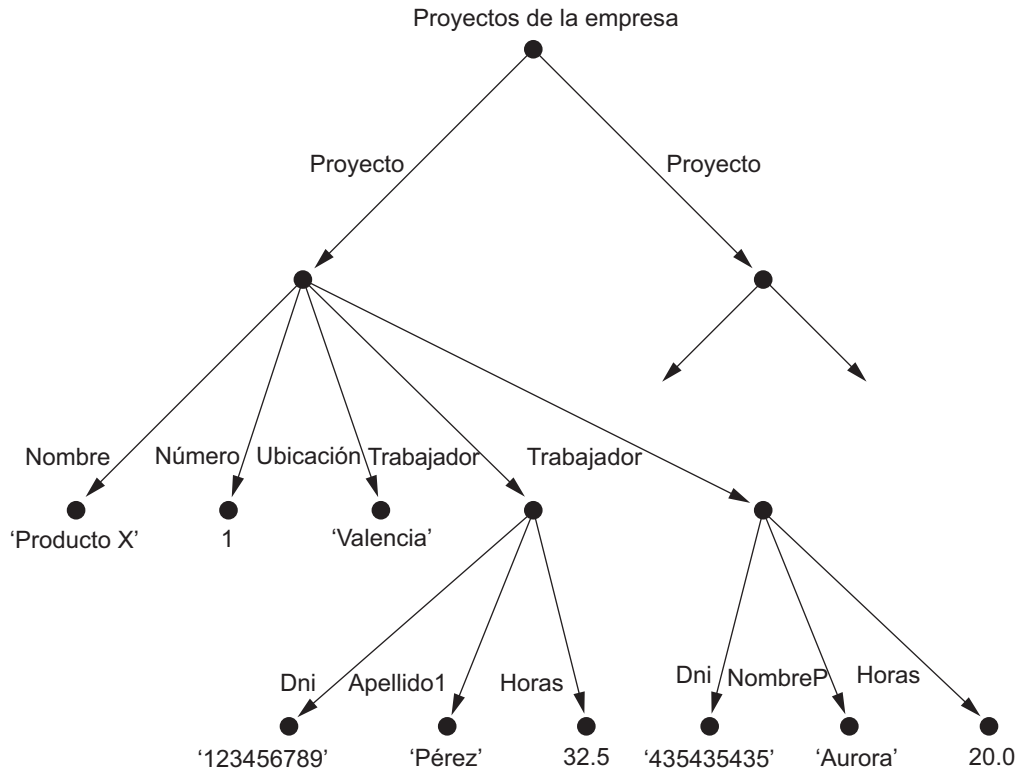 Proyectos de la empresa
Proyecto Proyecto
Nombre Número Ubicación Trabajador Trabajador
‘Producto X’ 1 ‘Valencia’
Dni Apellido1 Horas Dni NombreP Horas
‘123456789’ ‘Pérez’ 32.5 ‘435435435’ ‘Aurora’ 20.0